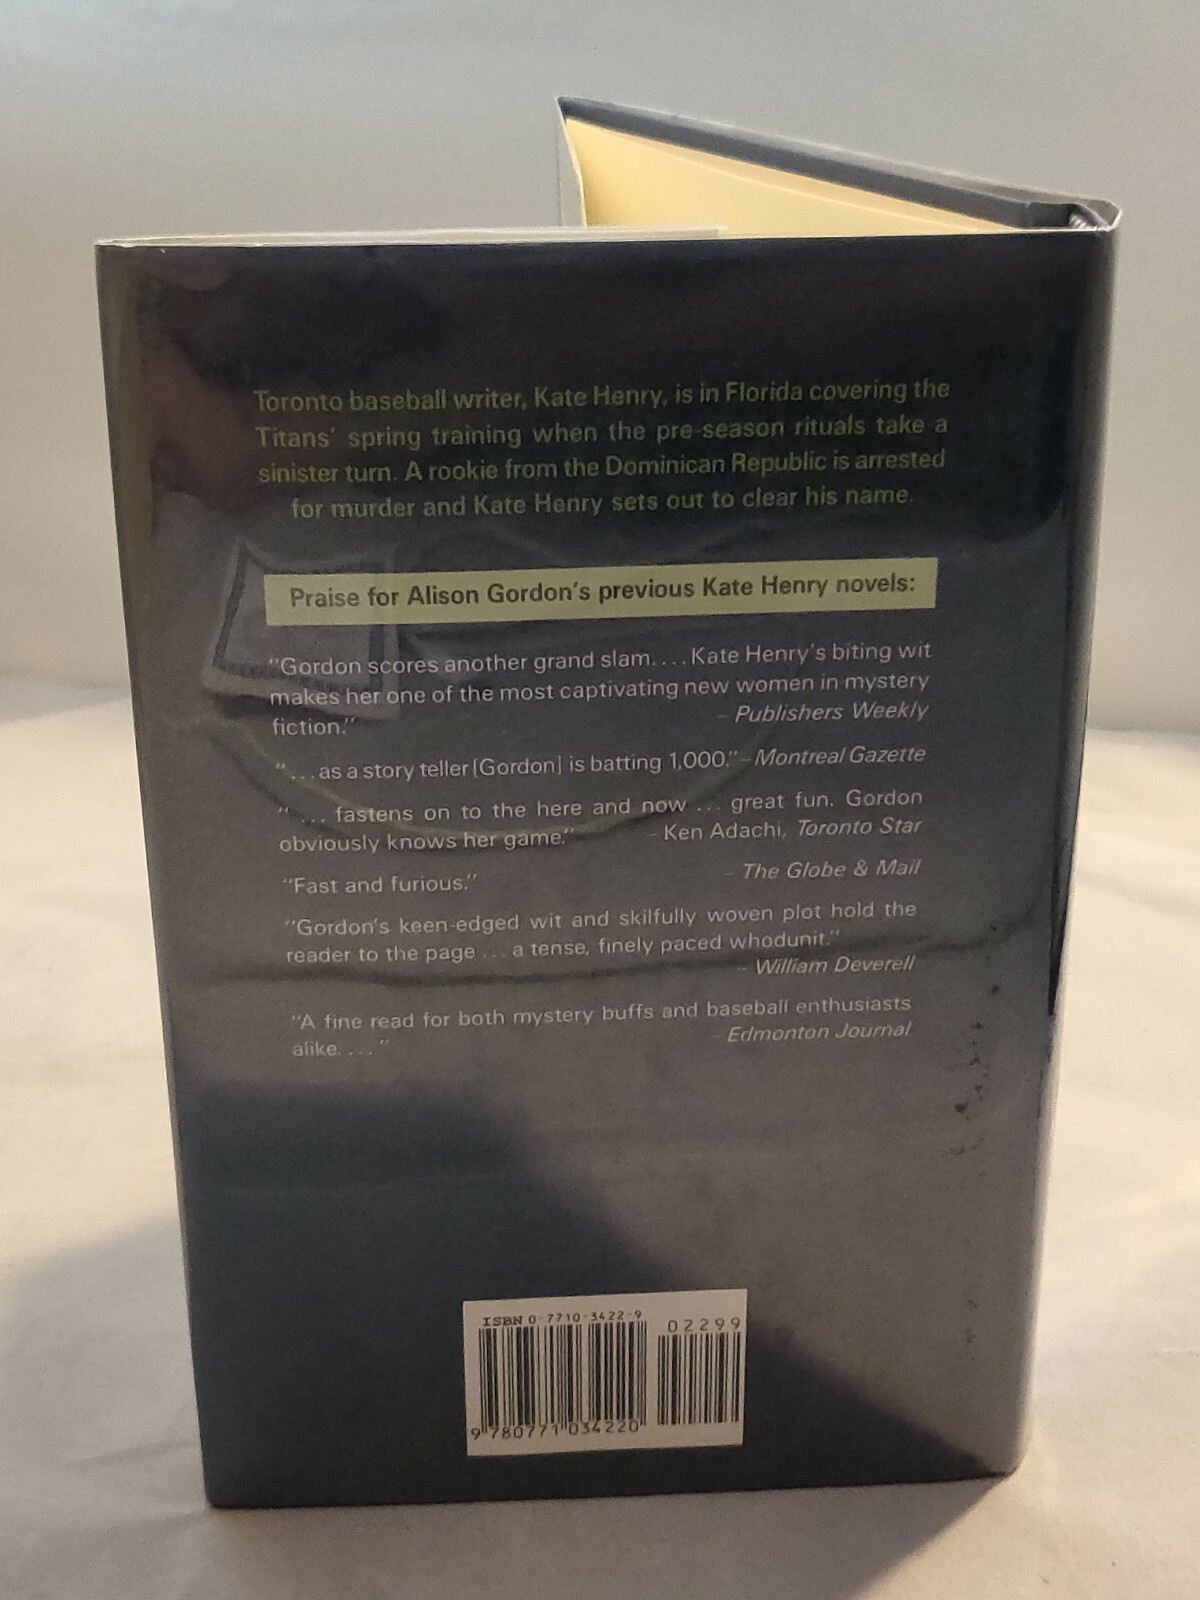 Toronto baseball writer, Kate Henry, is in Florida covering the
Titans' spring training when the pre-season rituals take a
sinister turn. A rookie from the Dominican Republic is arrested
for murder and Kate Henry sets out to clear his name.
Praise for Alison Gordon's previous Kate Henry novels:
"Gordon scores another grand slam.... Kate Henry's biting wit
makes her one of the most captivating new women in mystery
fiction." – Publishers Weekly
"... as a story teller [Gordon] is batting 1,000." – Montreal Gazette
"... fastens on to the here and now ... great fun. Gordon
obviously knows her game." – Ken Adachi, Toronto Star
"Fast and furious." – The Globe & Mail
"Gordon's keen-edged wit and skilfully woven plot hold the
reader to the page ... a tense, finely paced whodunit."
– William Deverell
"A fine read for both mystery buffs and baseball enthusiasts
alike...." – Edmonton Journal
ISBN 0-7710-3422-9
02299
9 780771 034220